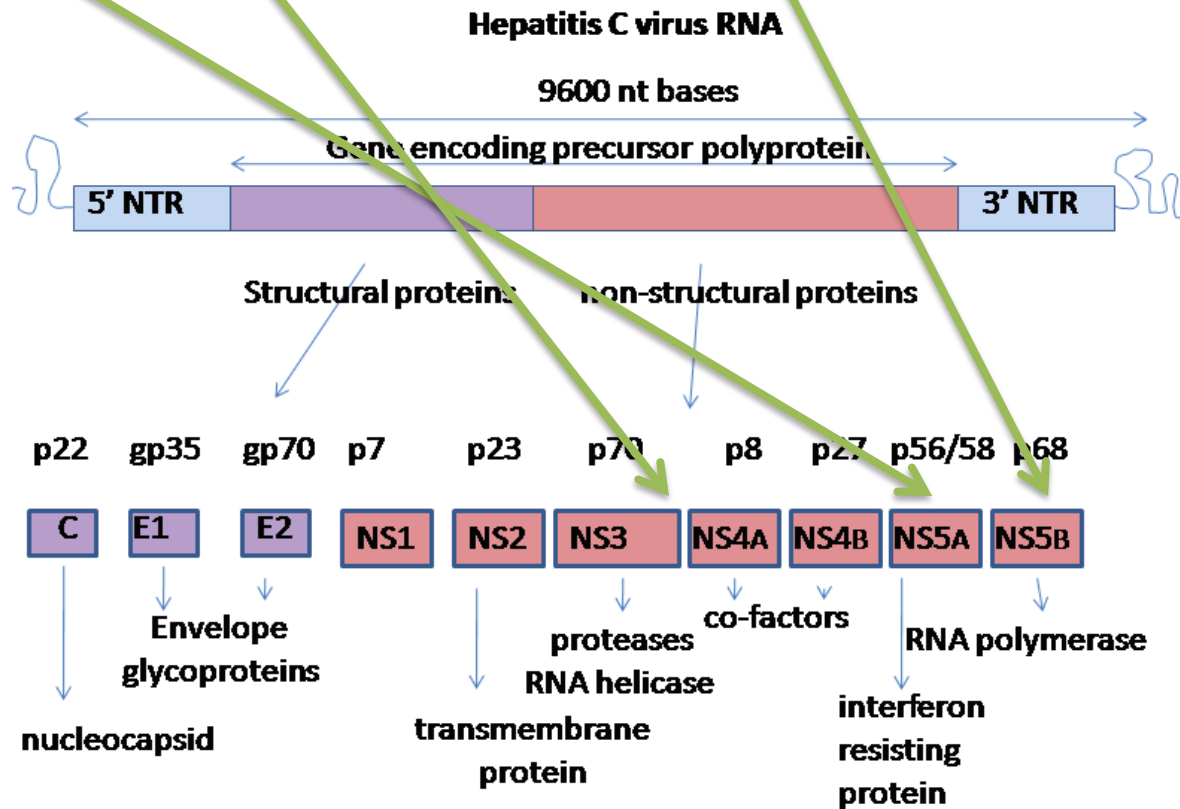 Hepatitis C virus RNA
9600 nt bases
Gene encoding precursor polyprotein
5’ NTR
3’ NTR
Structural proteins
non-structural proteins
p22 gp35 gp70 p7 p23 p70 p8 p27 p56/58 p68
C E1 E2 NS1 NS2 NS3 NS4A NS4B NS5A NS5B
Envelope
glycoproteins
nucleocapsid
transmembrane
protein
proteases
RNA helicase
co-factors
RNA polymerase
interferon
resisting
protein